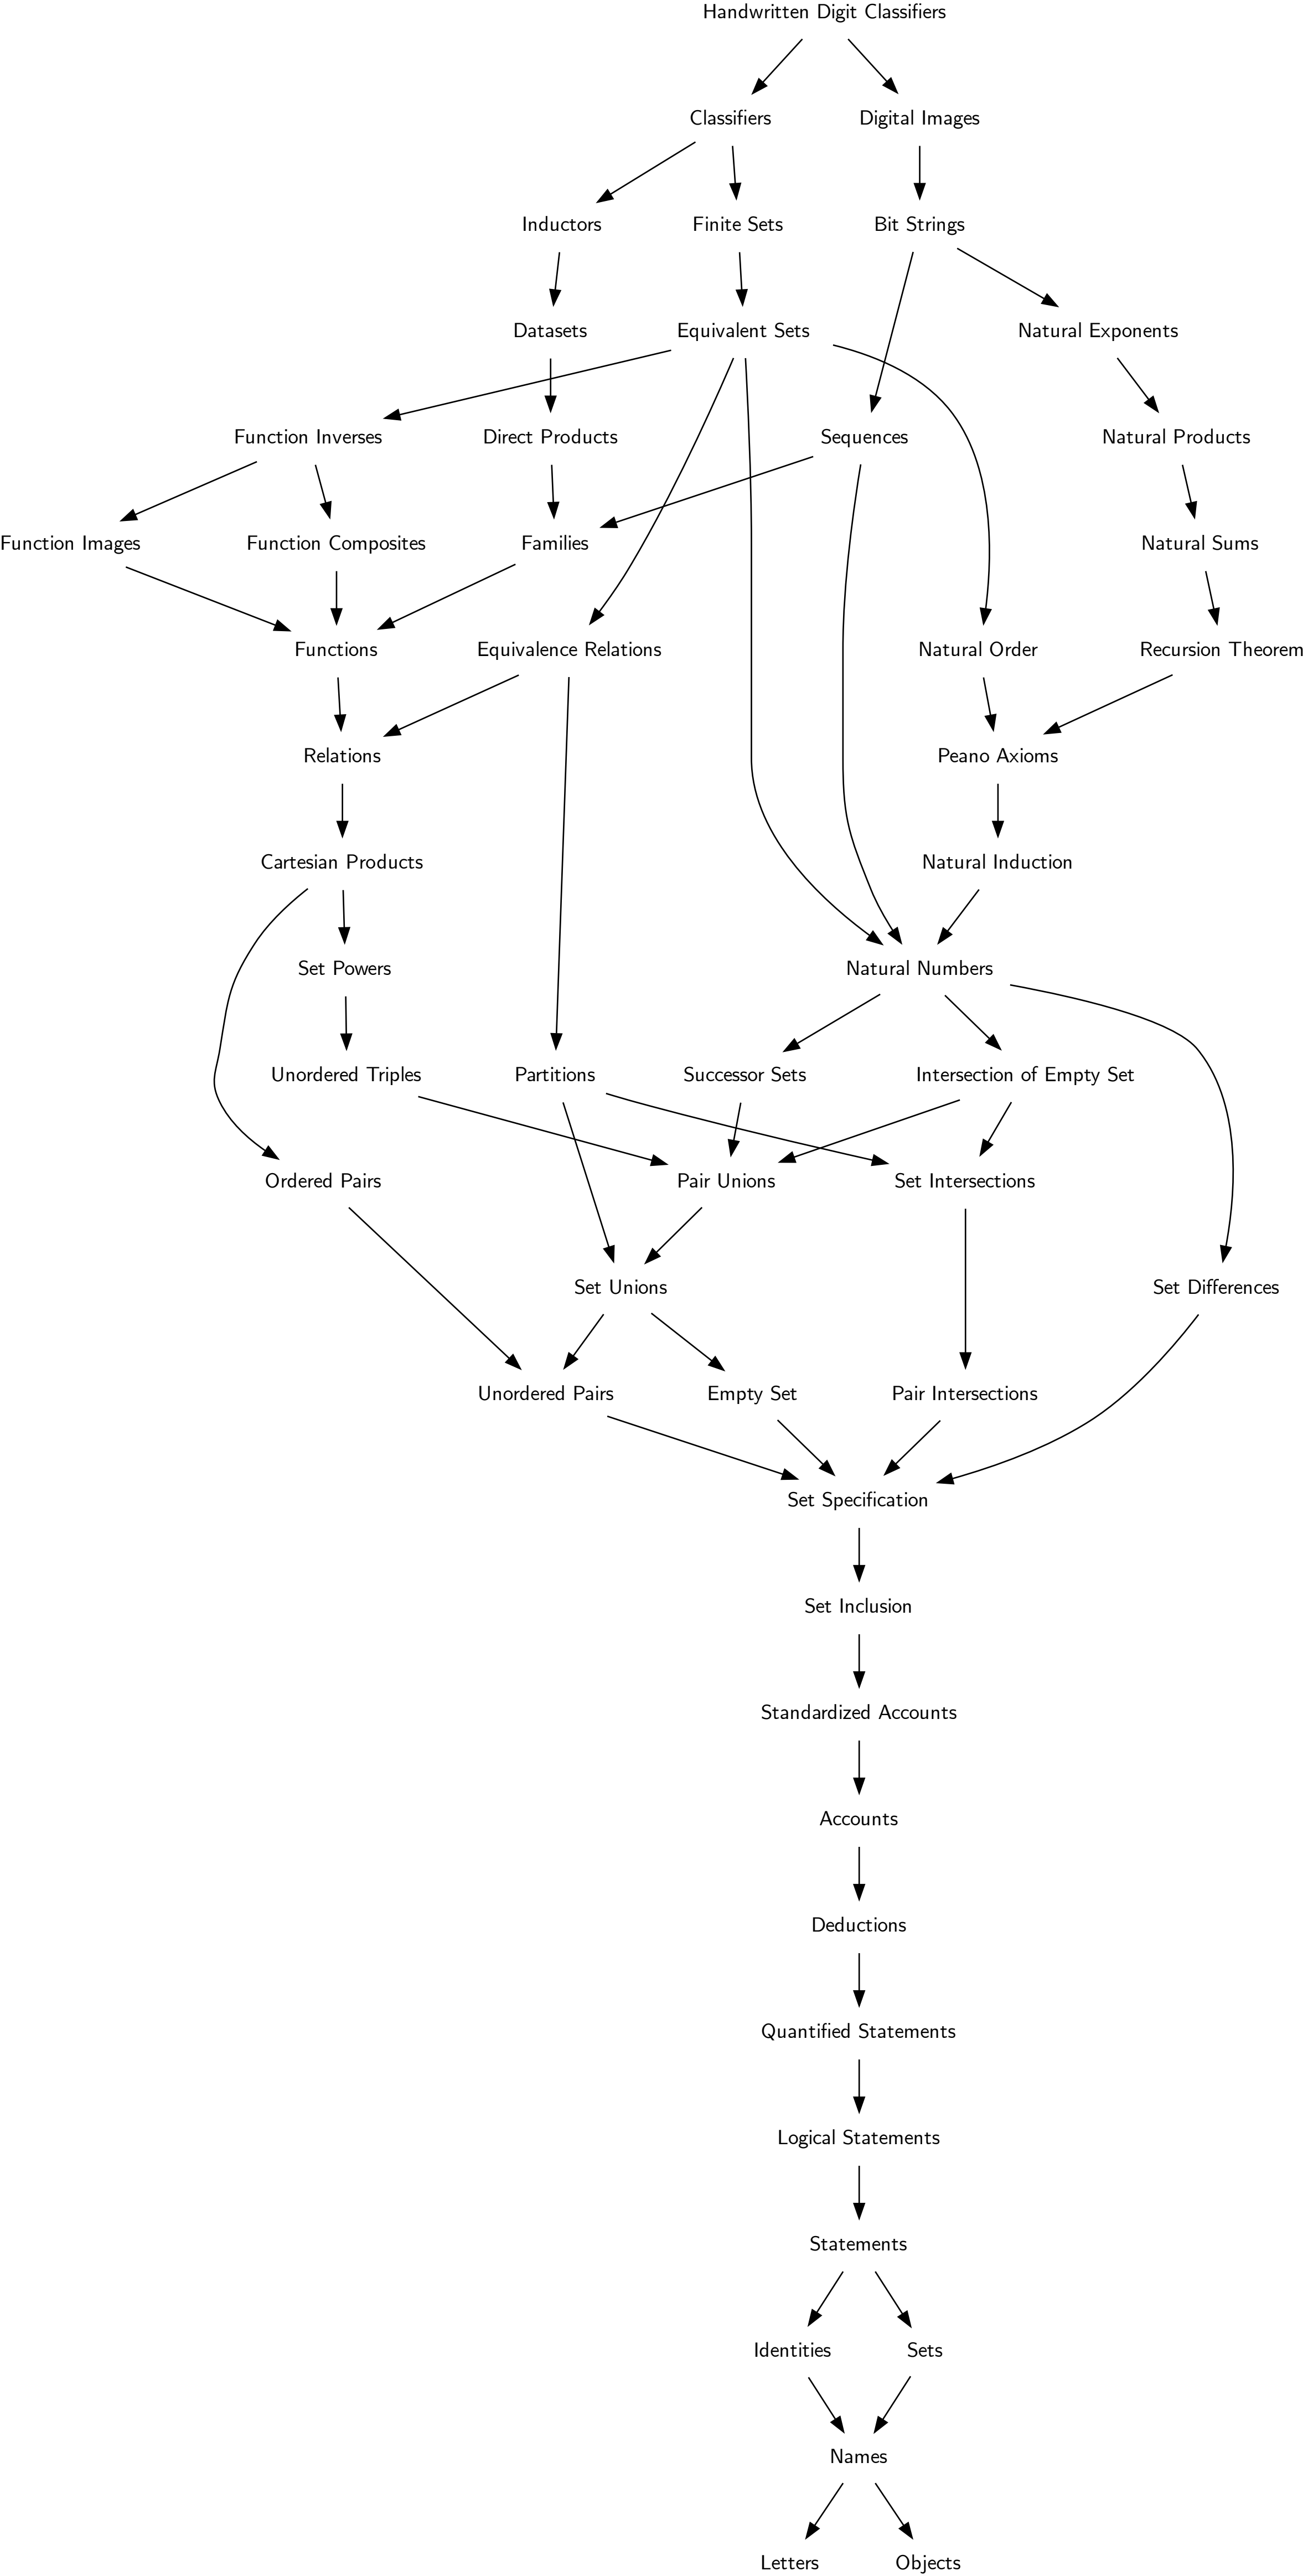 Handwritten Digit Classifiers
Classifiers
Digital Images
Inductors
Finite Sets
Bit Strings
Datasets
Equivalent Sets
Natural Exponents
Function Inverses
Direct Products
Sequences
Natural Products
Function Images
Function Composites
Families
Natural Sums
Functions
Equivalence Relations
Natural Order
Recursion Theorem
Relations
Peano Axioms
Cartesian Products
Natural Induction
Set Powers
Natural Numbers
Unordered Triples
Partitions
Successor Sets
Intersection of Empty Set
Ordered Pairs
Pair Unions
Set Intersections
Set Unions
Set Differences
Unordered Pairs
Empty Set
Pair Intersections
Set Specification
Set Inclusion
Standardized Accounts
Accounts
Deductions
Quantified Statements
Logical Statements
Statements
Identities
Sets
Names
Letters
Objects